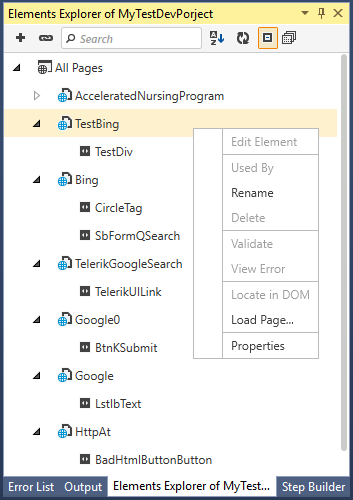 Elements Explorer of MyTestDevPorject
Search
All Pages
AcceleratedNursingProgram
TestBing
TestDiv
Bing
CircleTag
SbFormQSearch
TelerikGoogleSearch
TelerikUILink
Google0
BtnKSubmit
Google
LstIbText
HttpAt
BadHtmlButtonButton
Edit Element
Used By
Rename
Delete
Validate
View Error
Locate in DOM
Load Page...
Properties
Error List Output Elements Explorer of MyTest... Step Builder